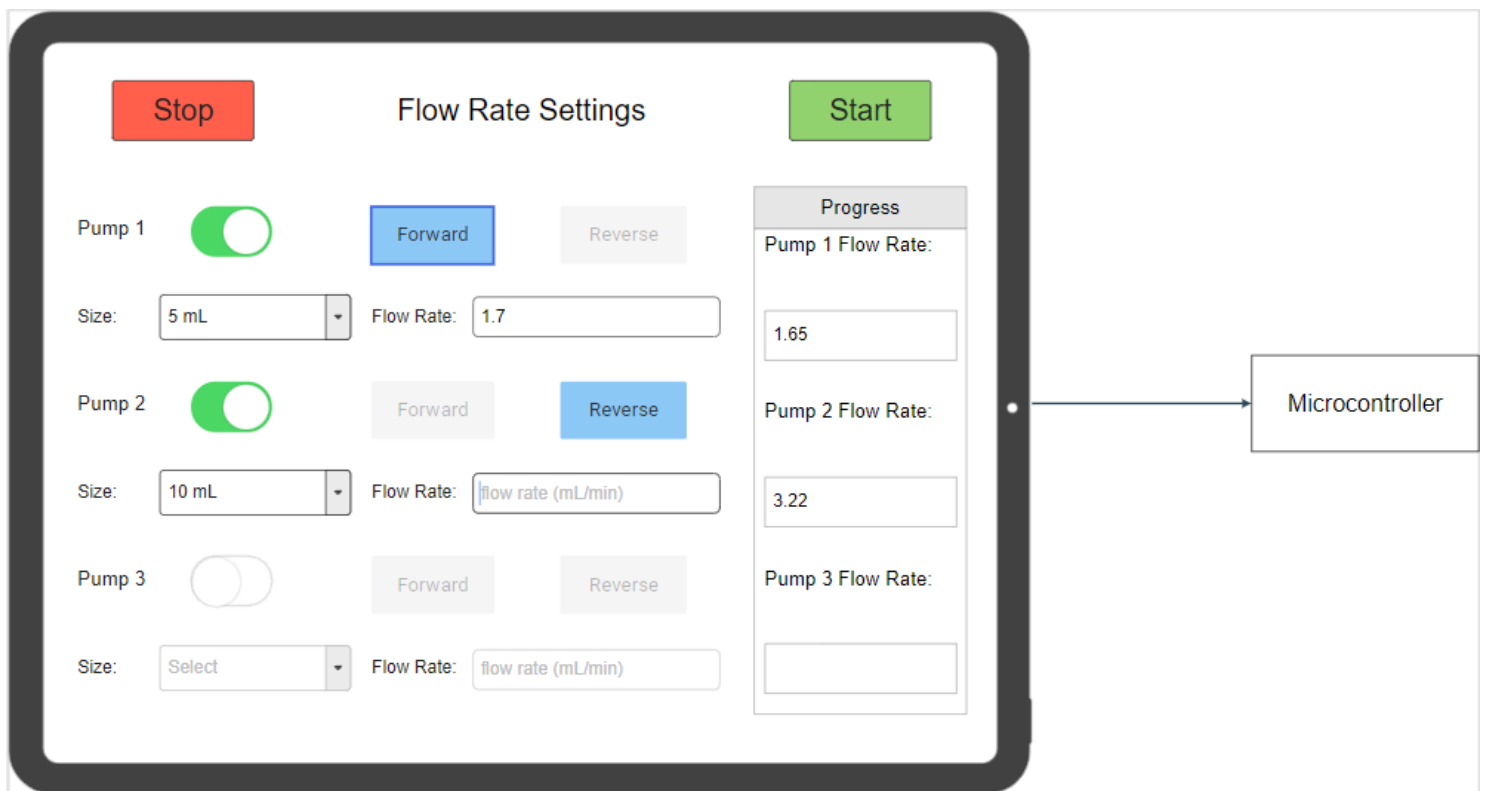 Stop Flow Rate Settings Start
Progress
Pump 1 Forward Reverse
Pump 1 Flow Rate:
Size: 5 mL Flow Rate: 1.7
1.65
Pump 2 Forward Reverse
Pump 2 Flow Rate:
Microcontroller
Size: 10 mL Flow Rate: flow rate (mL/min)
3.22
Pump 3 Forward Reverse
Pump 3 Flow Rate:
Size: Select Flow Rate: flow rate (mL/min)